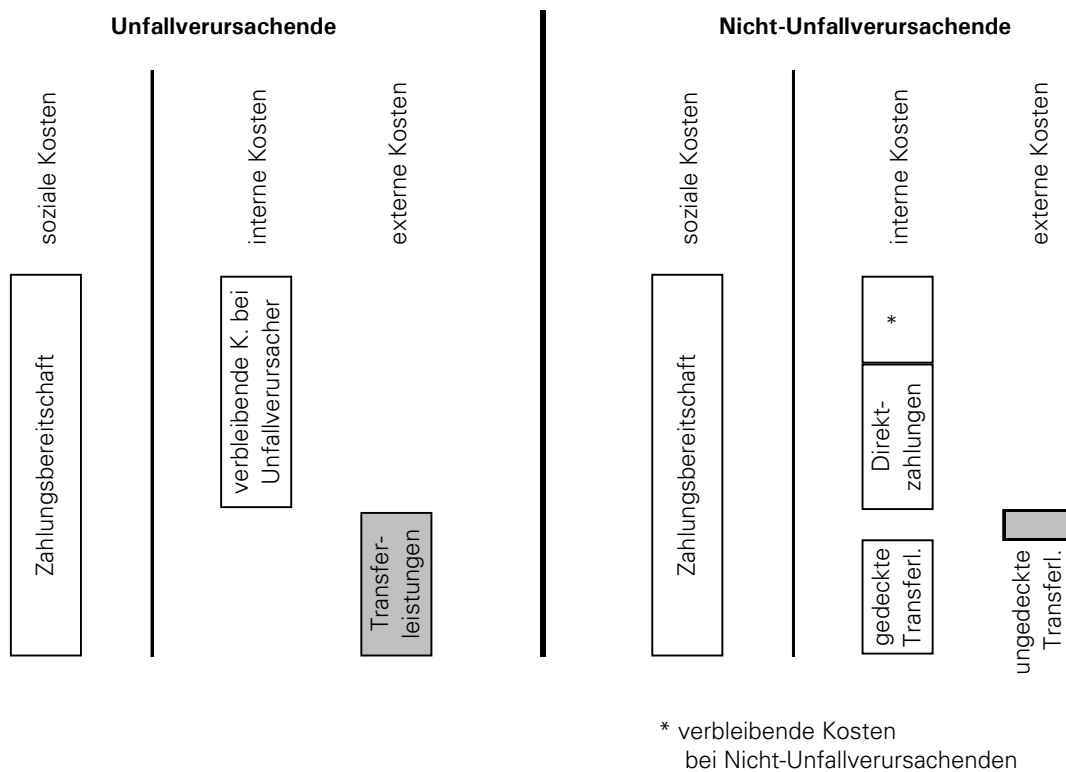 Unfallverursachende
soziale Kosten
interne Kosten
externe Kosten
Zahlungsbereitschaft
verbleibende K. bei
Unfallverursacher
Transfer-
leistungen
Nicht-Unfallverursachende
soziale Kosten
interne Kosten
externe Kosten
Zahlungsbereitschaft
*
Direkt-
zahlungen
gedeckte
Transferl.
ungedeckte
Transferl.
* verbleibende Kosten
bei Nicht-Unfallverursachenden